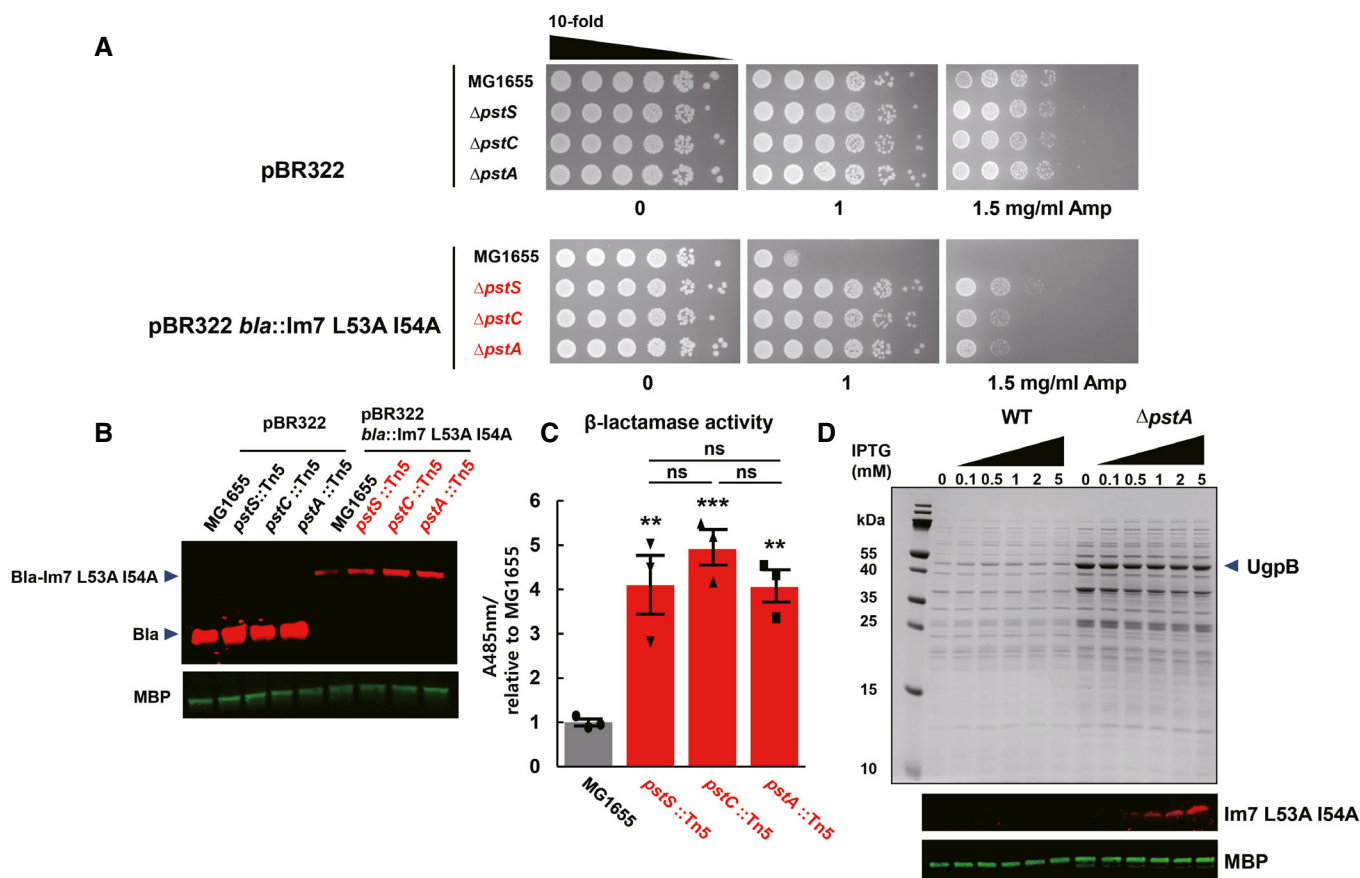 A
10-fold
pBR322
MG1655
ΔpstS
ΔpstC
ΔpstA
0
1
1.5 mg/ml Amp
pBR322 bla::Im7 L53A I54A
MG1655
ΔpstS
ΔpstC
ΔpstA
0
1
1.5 mg/ml Amp
B
pBR322
pBR322
bla::Im7 L53A I54A
MG1655
pstS::Tn5
pstC::Tn5
pstA::Tn5
MG1655
pstS::Tn5
pstC::Tn5
pstA::Tn5
Bla-Im7 L53A I54A
Bla
MBP
C
β-lactamase activity
ns
ns
ns
**
***
**
A485nm/
relative to MG1655
6
5
4
3
2
1
0
MG1655
pstS::Tn5
pstC::Tn5
pstA::Tn5
D
WT
ΔpstA
IPTG
(mM)
0 0.1 0.5 1 2 5 0 0.1 0.5 1 2 5
kDa
55
40
35
25
15
10
UgpB
Im7 L53A I54A
MBP